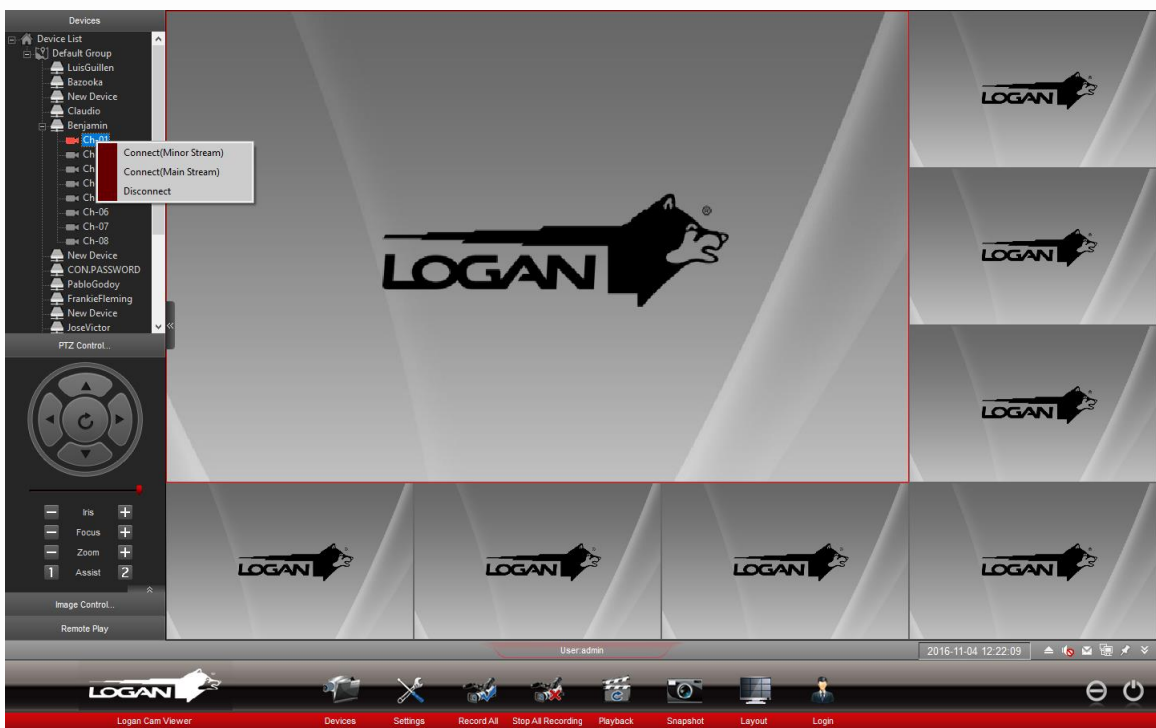 Devices
Device List
Default Group
LuisGuillen
Bazooka
New Device
Claudio
Benjamin
Ch-01
Ch
Connect(Minor Stream)
Ch
Connect(Main Stream)
Ch
Ch
Disconnect
Ch-06
Ch-07
Ch-08
New Device
CON.PASSWORD
PabloGodoy
FrankieFleming
New Device
JoseVictor
PTZ Control...
Iris
Focus
Zoom
1 Assist 2
Image Control...
Remote Play
LOGAN ®
LOGAN
LOGAN
LOGAN
LOGAN
LOGAN
LOGAN
LOGAN
User:admin
2016-11-04 12:22:09
LOGAN
Logan Cam Viewer
Devices
Settings
Record All
Stop All Recording
Playback
Snapshot
Layout
Login